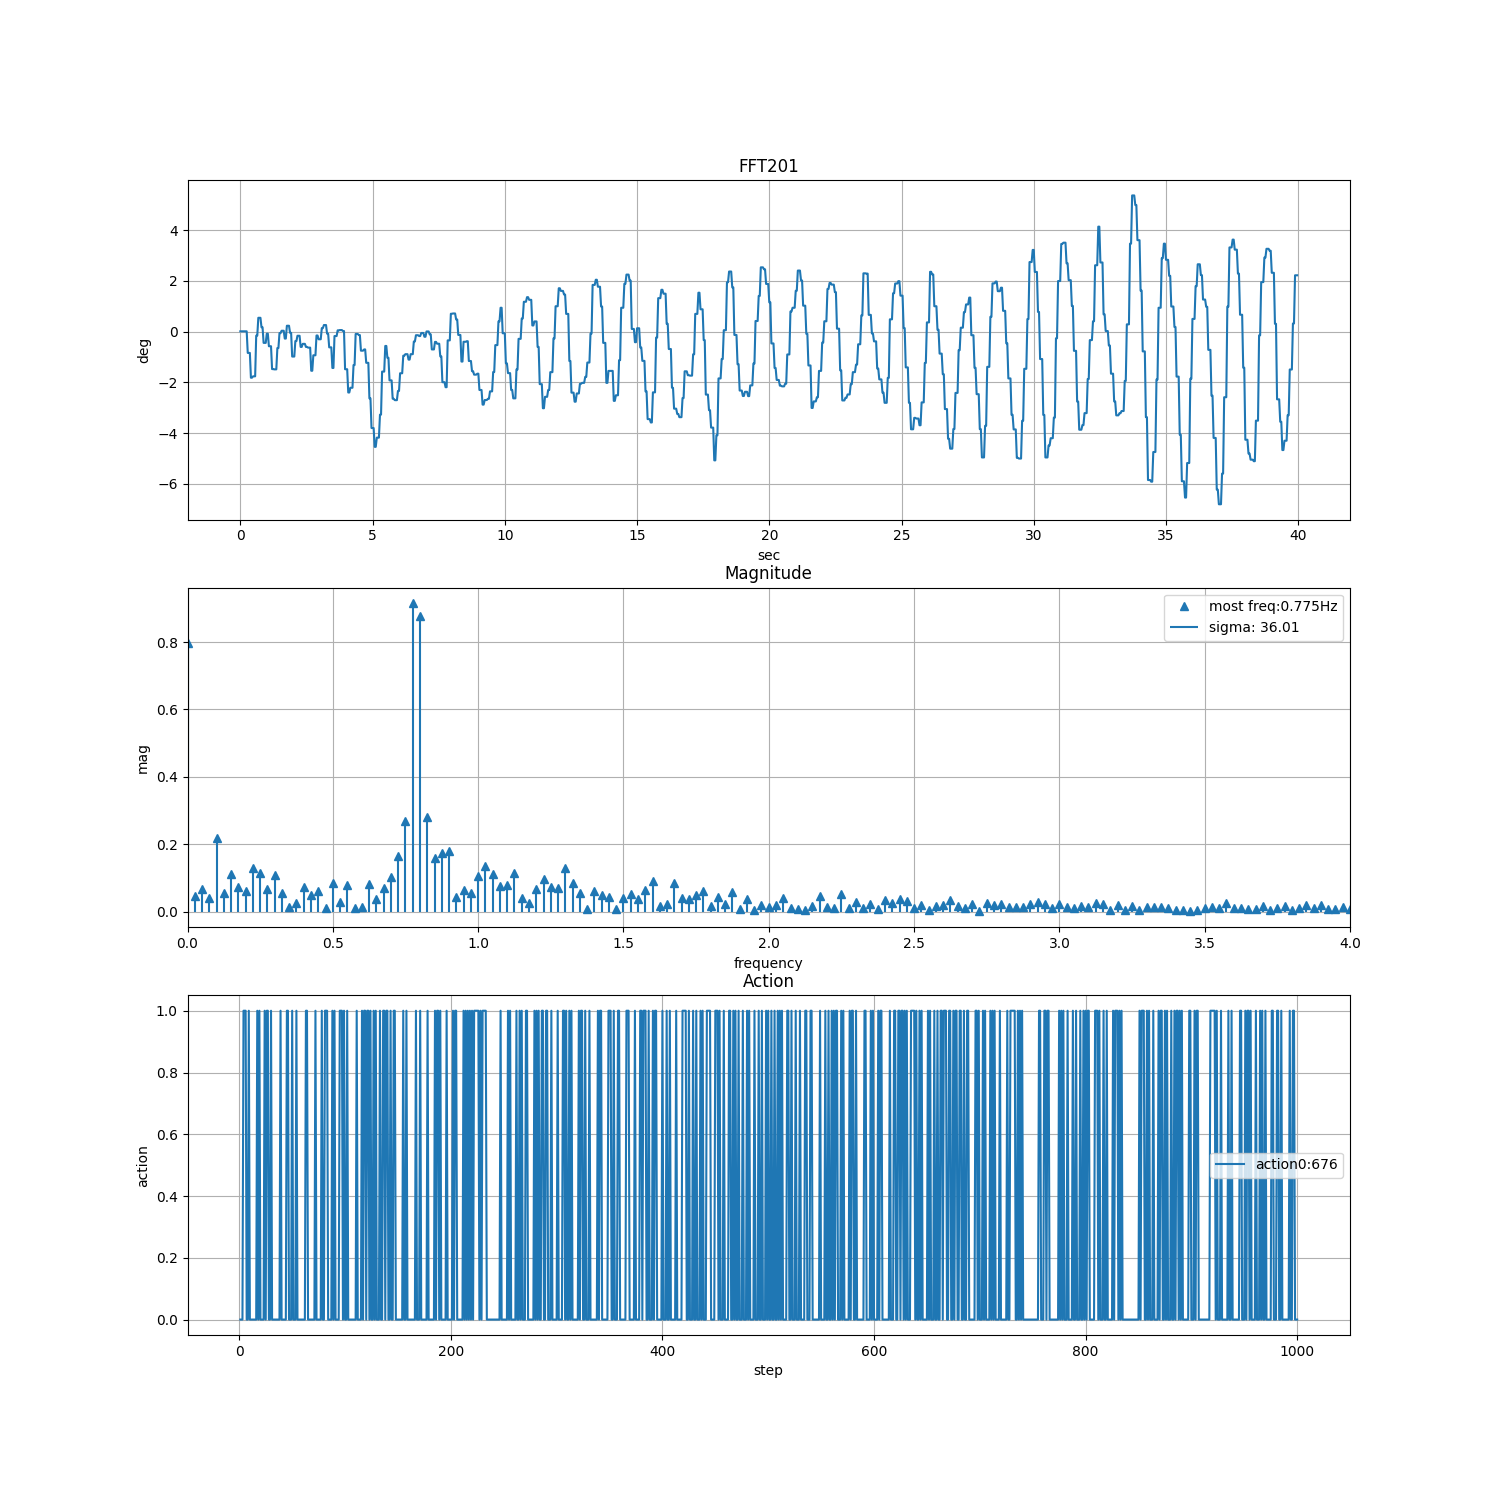 FFT201
4
2
0
−2
−4
−6
deg
0 5 10 15 20 25 30 35 40
sec
Magnitude
most freq:0.775Hz
sigma: 36.01
0.8
0.6
0.4
0.2
0.0
mag
0.0 0.5 1.0 1.5 2.0 2.5 3.0 3.5 4.0
frequency
Action
1.0
0.8
0.6
0.4
0.2
0.0
action
action0:676
0 200 400 600 800 1000
step